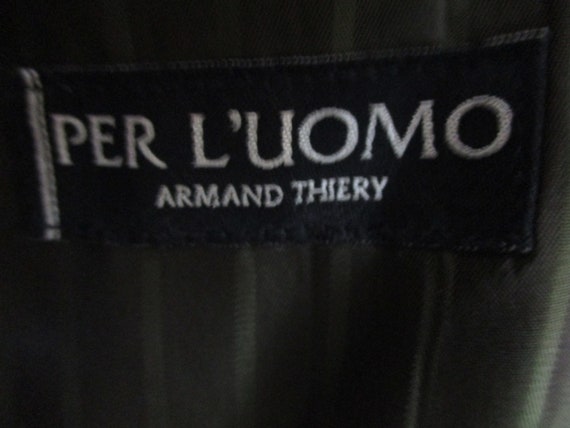 PER L'UOMO
ARMAND THIERY